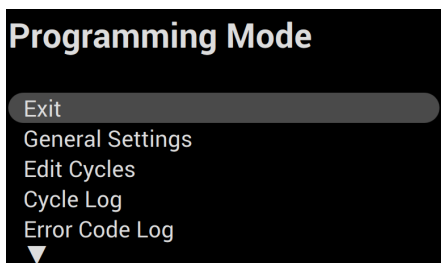 Programming Mode
Exit
General Settings
Edit Cycles
Cycle Log
Error Code Log